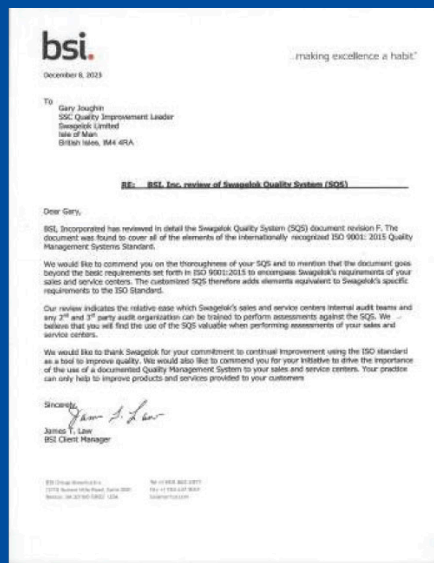 bsi.
...making excellence a habit.™
December 8, 2023
To
Gary Joughin
SSC Quality Improvement Leader
Swagelok Limited
Isle of Man
British Isles, IM4 4RA
RE: BSI, Inc. review of Swagelok Quality System (SQS)
Dear Gary,
BSI, Incorporated has reviewed in detail the Swagelok Quality System (SQS) document revision F. The
document was found to cover all of the elements of the internationally recognized ISO 9001: 2015 Quality
Management Systems Standard.
We would like to commend you on the thoroughness of your SQS and to mention that the document goes
beyond the basic requirements set forth in ISO 9001:2015 to encompass Swagelok's requirements of your
sales and service centers. The customized SQS therefore adds elements equivalent to Swagelok's specific
requirements to the ISO Standard.
Our review indicates the relative ease which Swagelok's sales and service centers internal audit teams and
any 2nd and 3rd party audit organization can be trained to perform assessments against the SQS. We
believe that you will find the use of the SQS valuable when performing assessments of your sales and
service centers.
We would like to thank Swagelok for your commitment to continual improvement using the ISO standard
as a tool to improve quality. We would also like to commend you for your initiative to drive the importance
of the use of a documented Quality Management System to your sales and service centers. Your practice
can only help to improve products and services provided to your customers
Sincerely,
James T. Law
BSI Client Manager